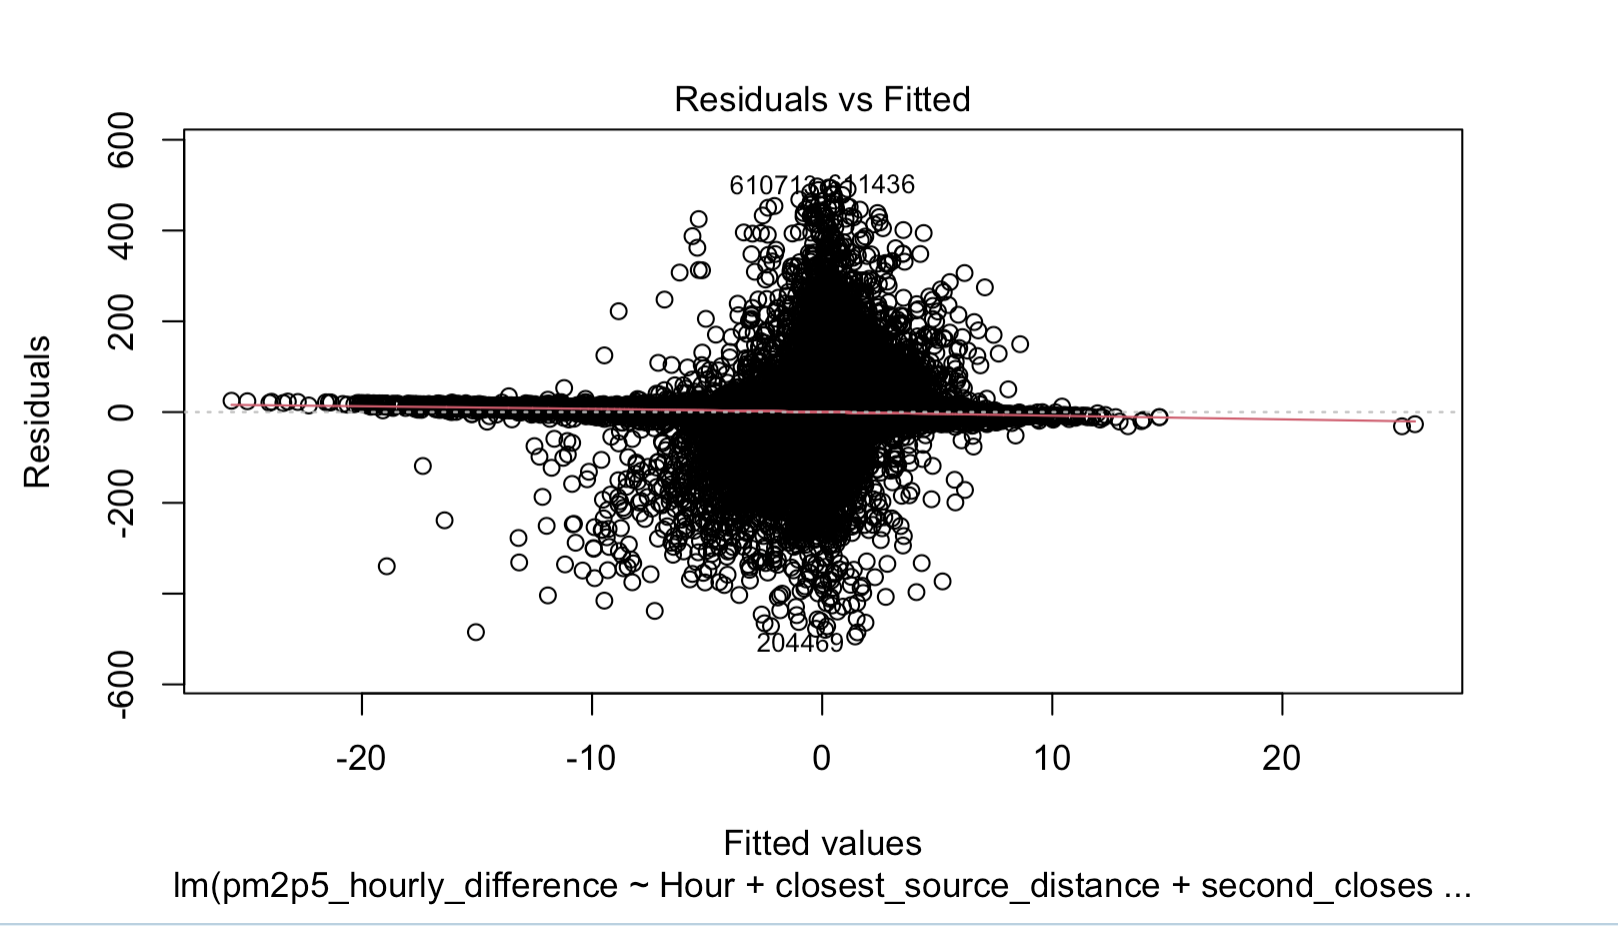 Residuals vs Fitted
600
400
200
0
-200
-600
Residuals
611436
204469
-20 -10 0 10 20
Fitted values
lm(pm2p5_hourly_difference ~ Hour + closest_source_distance + second_closes ...